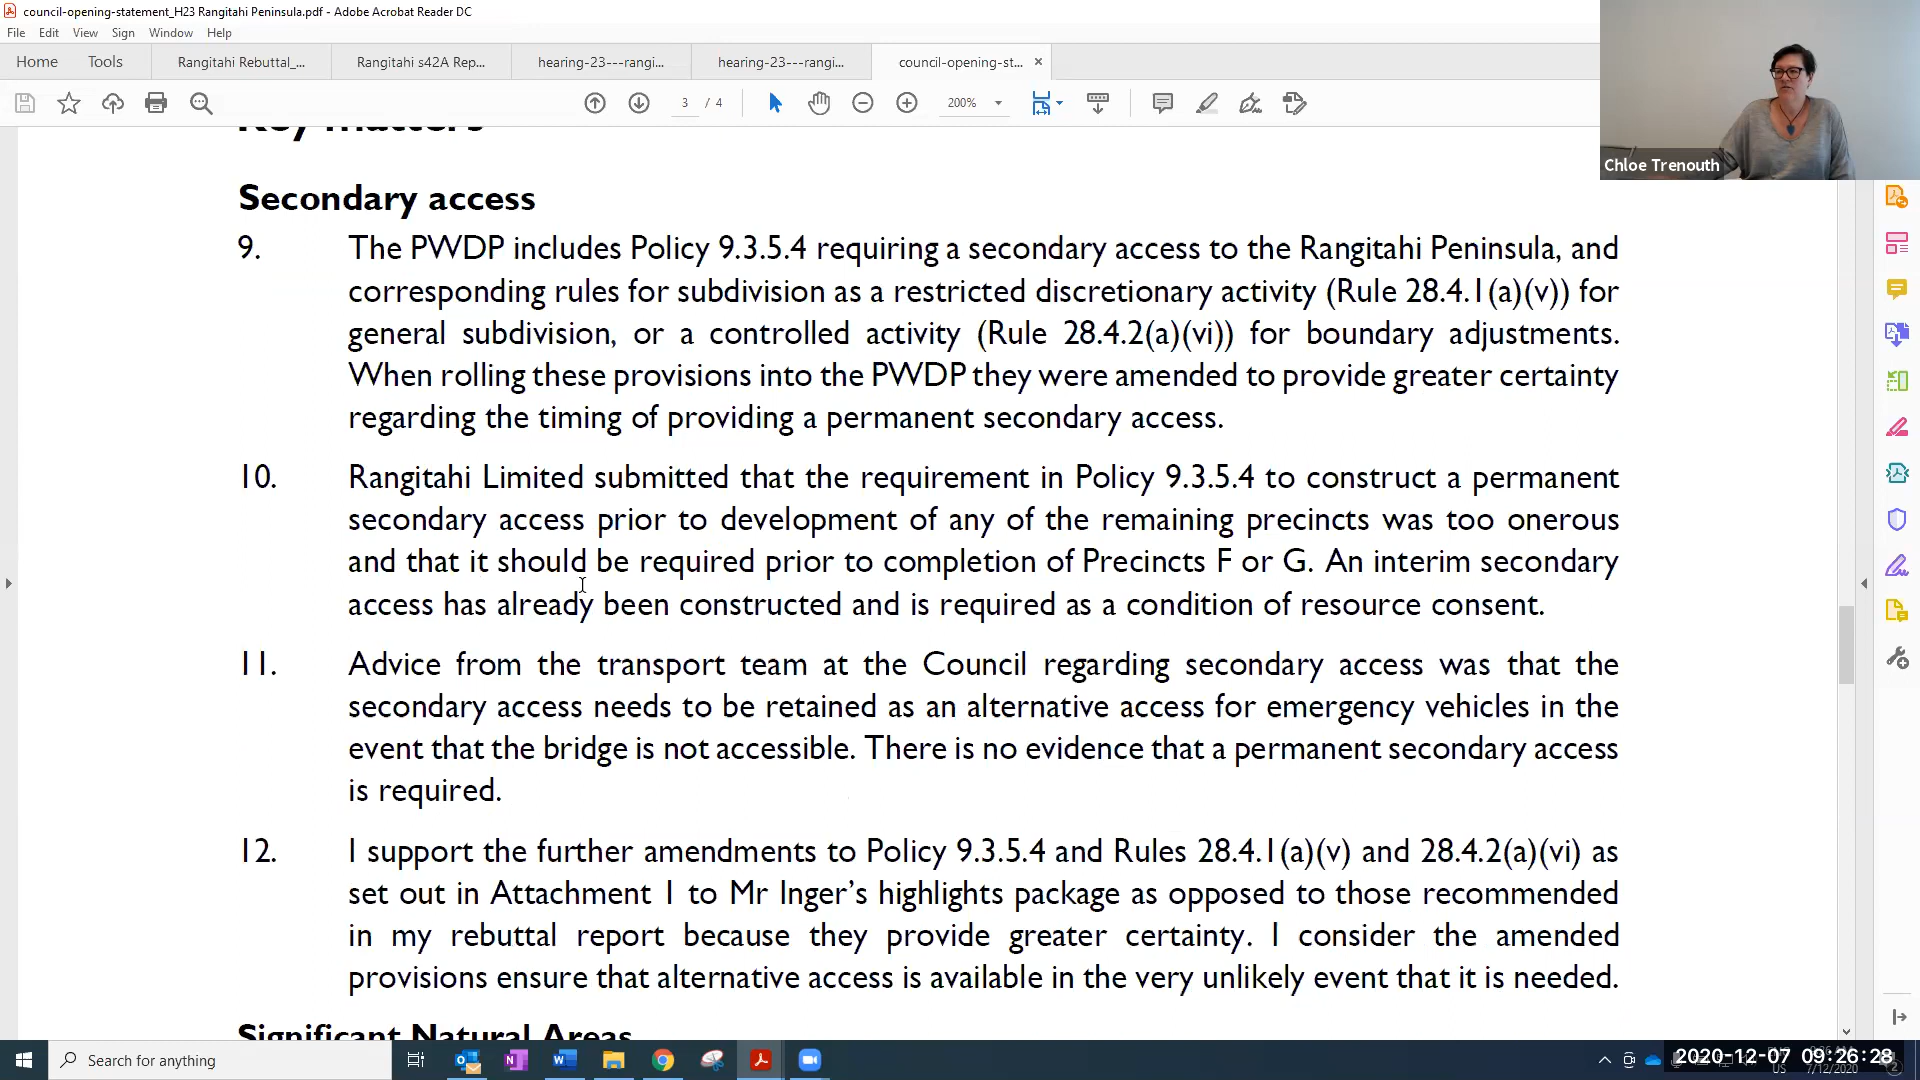 council-opening-statement_H23 Rangitahi Peninsula.pdf - Adobe Acrobat Reader DC
File Edit View Sign Window Help
Home Tools Rangitahi Rebuttal_... Rangitahi s42A Rep... hearing-23---rangi... hearing-23---rangi... council-opening-st... ×
3 / 4 200%
Chloe Trenouth
Key matters
Secondary access
9. The PWDP includes Policy 9.3.5.4 requiring a secondary access to the Rangitahi Peninsula, and
corresponding rules for subdivision as a restricted discretionary activity (Rule 28.4.1(a)(v)) for
general subdivision, or a controlled activity (Rule 28.4.2(a)(vi)) for boundary adjustments.
When rolling these provisions into the PWDP they were amended to provide greater certainty
regarding the timing of providing a permanent secondary access.
10. Rangitahi Limited submitted that the requirement in Policy 9.3.5.4 to construct a permanent
secondary access prior to development of any of the remaining precincts was too onerous
and that it should be required prior to completion of Precincts F or G. An interim secondary
access has already been constructed and is required as a condition of resource consent.
11. Advice from the transport team at the Council regarding secondary access was that the
secondary access needs to be retained as an alternative access for emergency vehicles in the
event that the bridge is not accessible. There is no evidence that a permanent secondary access
is required.
12. I support the further amendments to Policy 9.3.5.4 and Rules 28.4.1(a)(v) and 28.4.2(a)(vi) as
set out in Attachment 1 to Mr Inger's highlights package as opposed to those recommended
in my rebuttal report because they provide greater certainty. I consider the amended
provisions ensure that alternative access is available in the very unlikely event that it is needed.
Significant Natural Areas
Search for anything
2020-12-07 09:26:28
US 7/12/2020